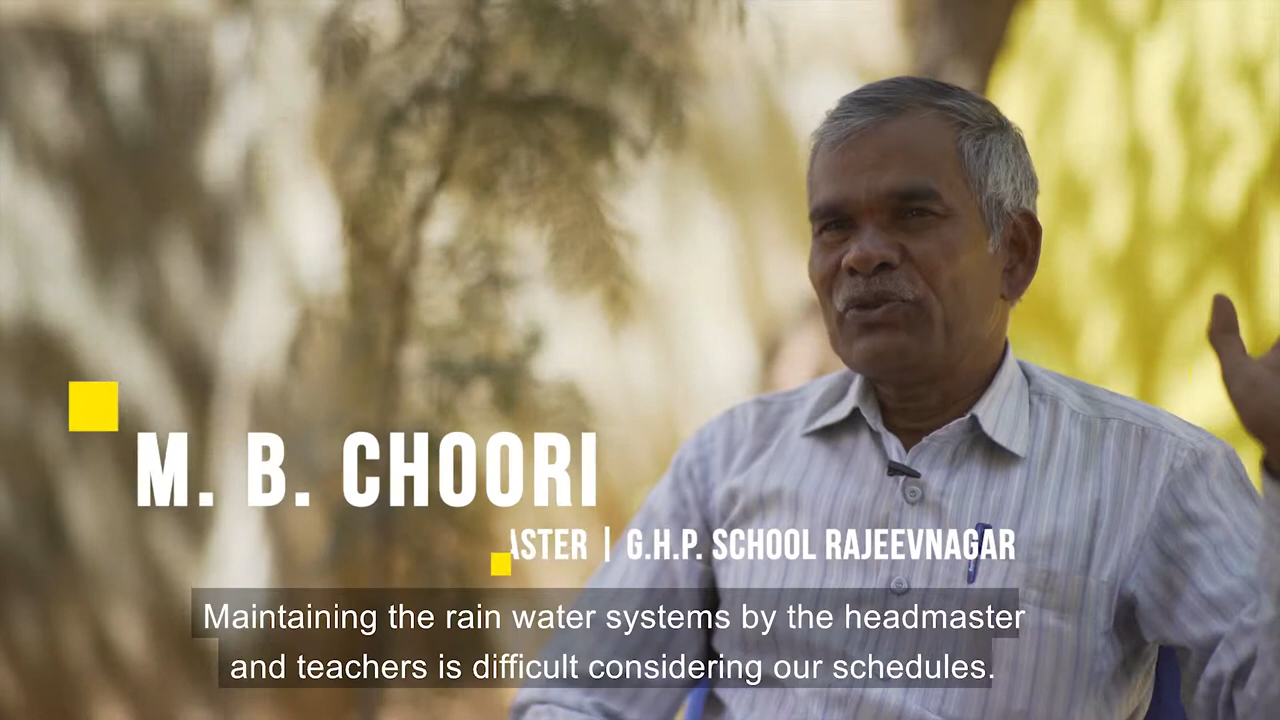 M. B. CHOORI
ASTER | G.H.P. SCHOOL RAJEEVNAGAR
Maintaining the rain water systems by the headmaster
and teachers is difficult considering our schedules.